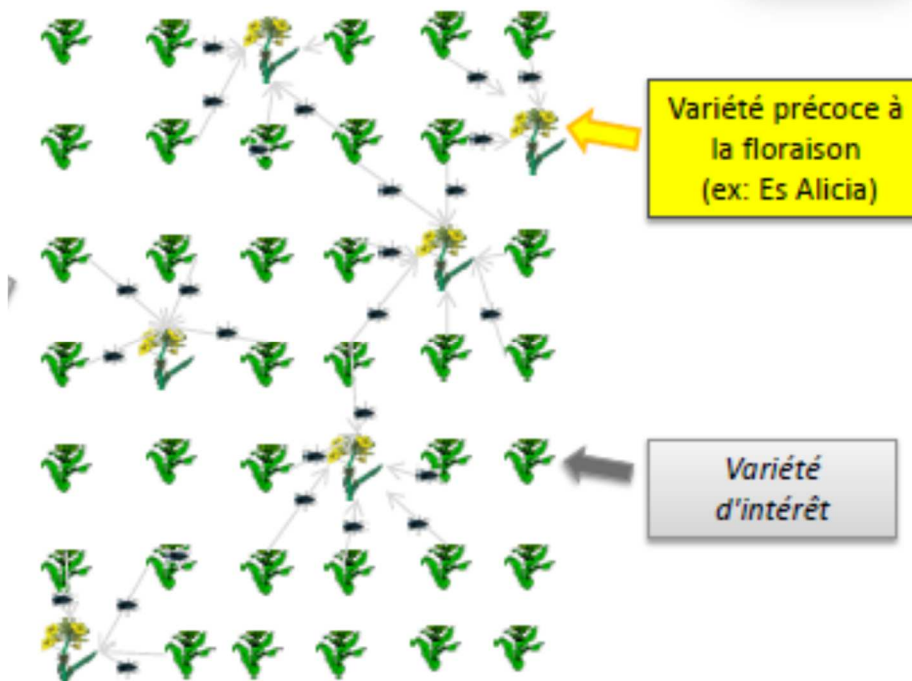 Variété précoce à
la floraison
(ex: Es Alicia)
Variété
d'intérêt